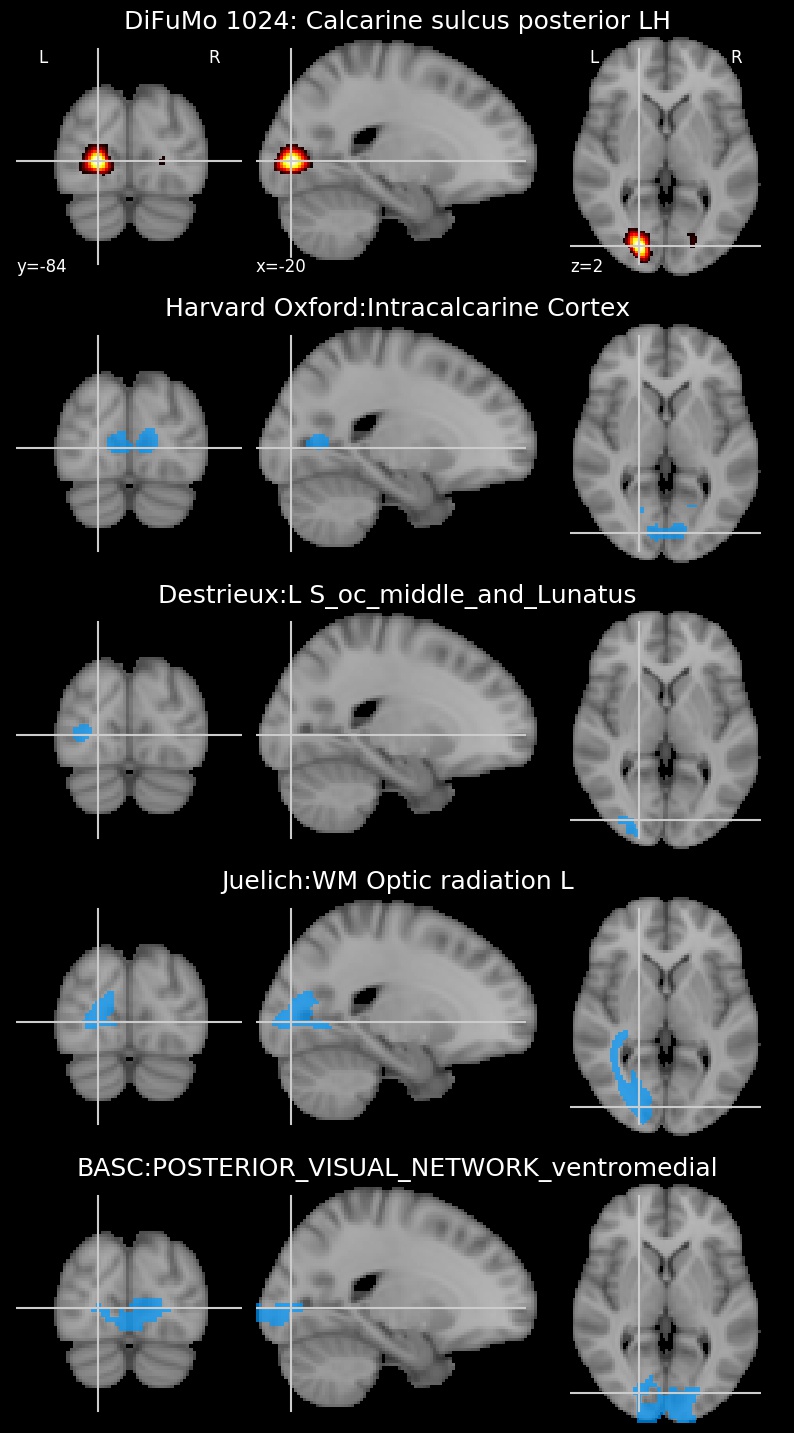 DiFuMo 1024: Calcarine sulcus posterior LH
L R L R
y=-84 x=-20 z=2
Harvard Oxford:Intracalcarine Cortex
Destrieux:L S_oc_middle_and_Lunatus
Juelich:WM Optic radiation L
BASC:POSTERIOR_VISUAL_NETWORK_ventromedial